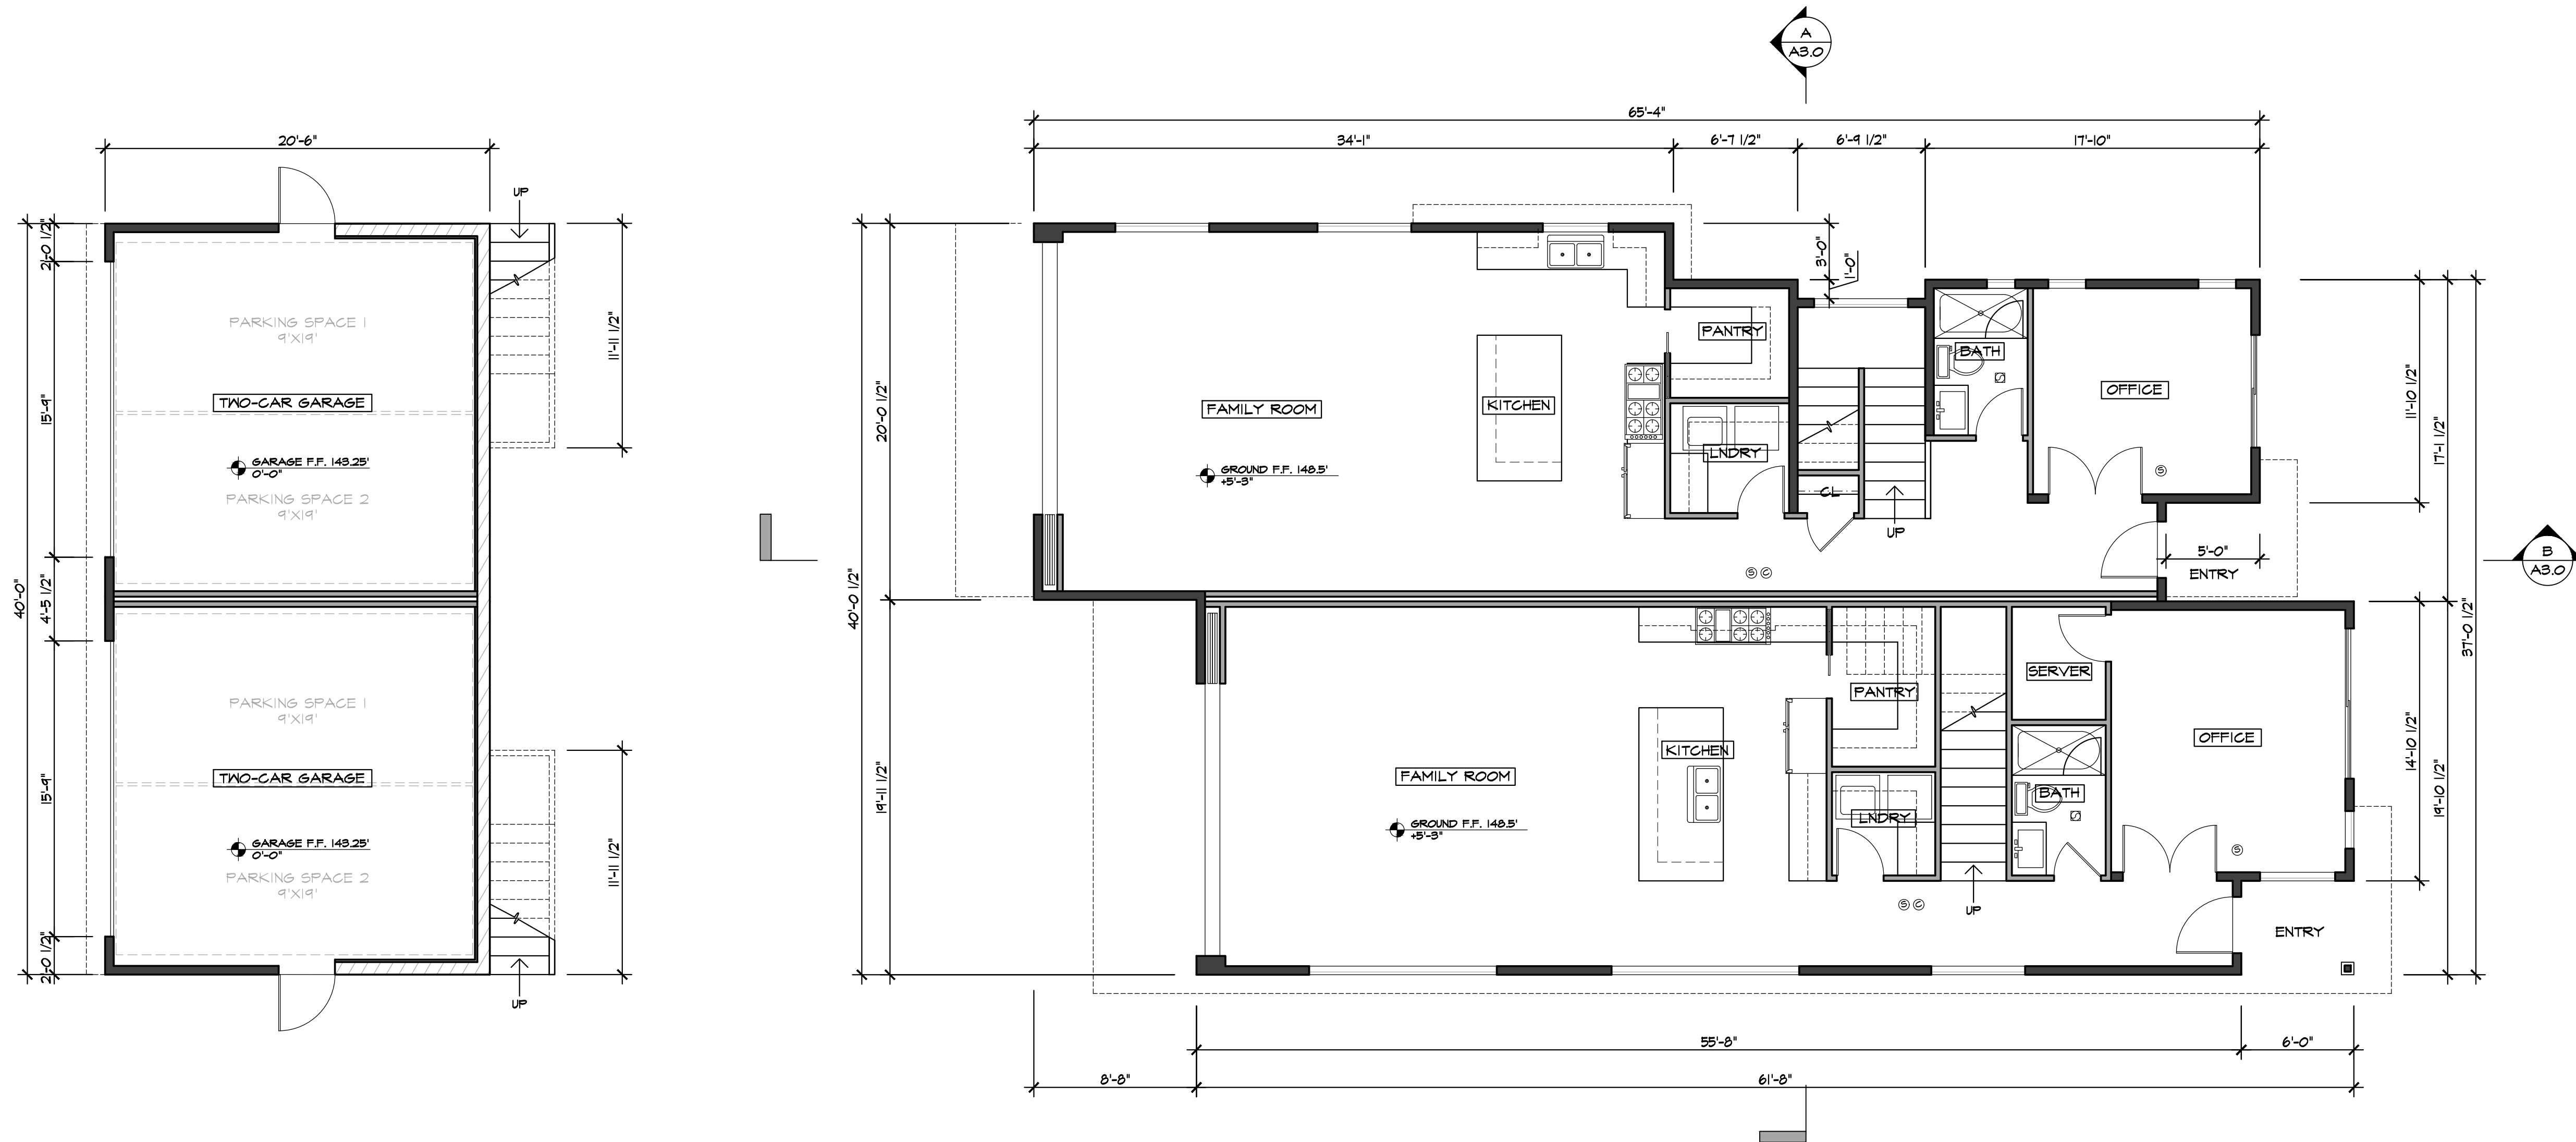 A
A3.0
65'-4"
20'-6"
34'-1"
6'-7 1/2"
6'-9 1/2"
17'-10"
UP
2'-0 1/2"
3'-0"
1'-0"
PARKING SPACE 1
9'X19'
11'-11 1/2"
PANTRY
BATH
15'-9"
TWO-CAR GARAGE
20'-0 1/2"
FAMILY ROOM
KITCHEN
OFFICE
11'-10 1/2"
17'-1 1/2"
GARAGE F.F. 143.25'
0'-0"
GROUND F.F. 148.5'
+5'-3"
LNDRY
S
PARKING SPACE 2
9'X19'
CL
UP
5'-0"
ENTRY
B
A3.0
S C
40'-0"
4'-5 1/2"
40'-0 1/2"
37'-0 1/2"
PARKING SPACE 1
9'X19'
PANTRY
SERVER
15'-9"
TWO-CAR GARAGE
19'-11 1/2"
FAMILY ROOM
KITCHEN
OFFICE
14'-10 1/2"
19'-10 1/2"
GARAGE F.F. 143.25'
0'-0"
GROUND F.F. 148.5'
+5'-3"
LNDRY
BATH
S
PARKING SPACE 2
9'X19'
11'-11 1/2"
S C
UP
ENTRY
2'-0 1/2"
UP
55'-8"
6'-0"
8'-8"
61'-8"